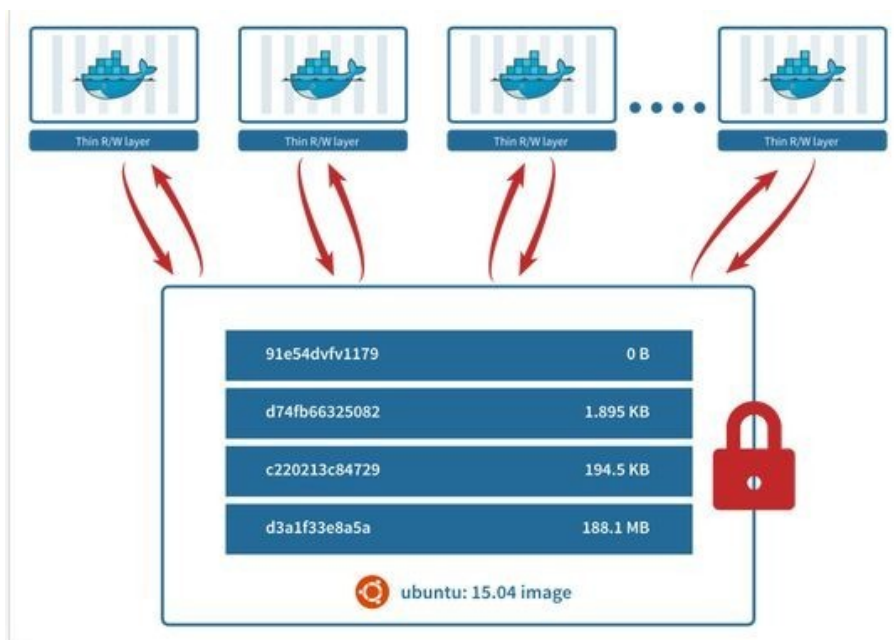 Thin R/W layer
Thin R/W layer
Thin R/W layer
Thin R/W layer
91e54dvfv1179 0 B
d74fb66325082 1.895 KB
c220213c84729 194.5 KB
d3a1f33e8a5a 188.1 MB
ubuntu: 15.04 image